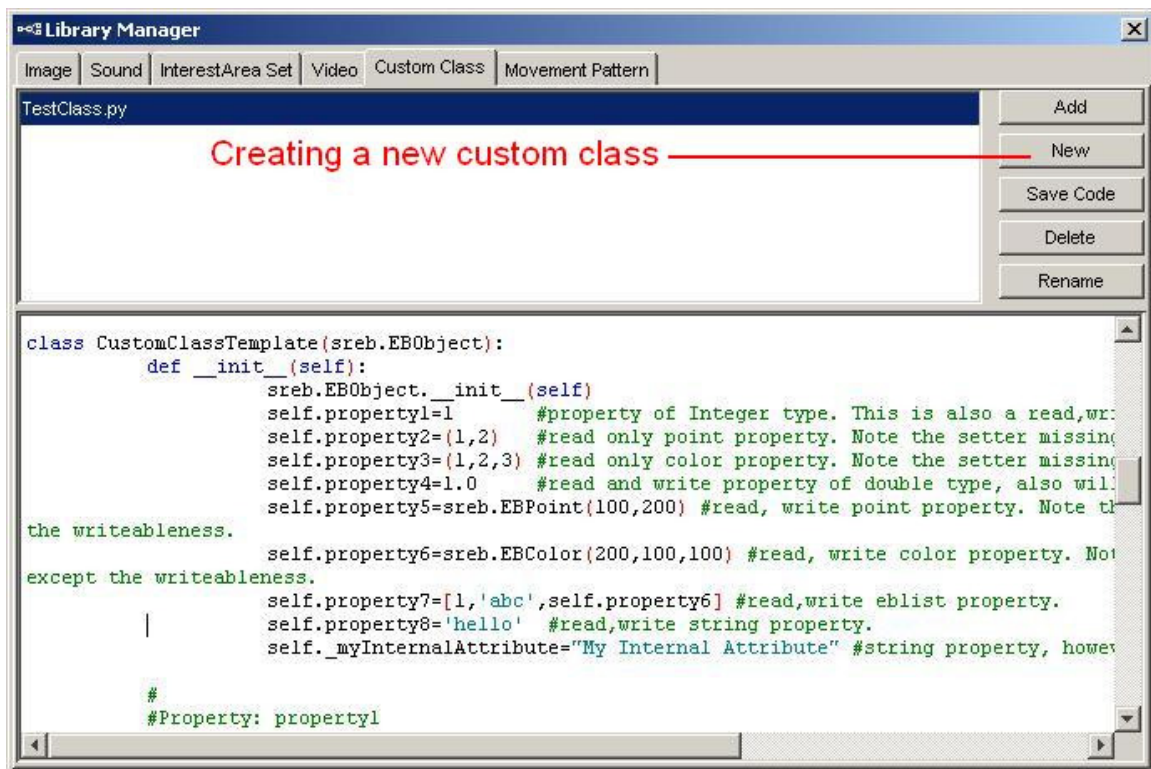 Library Manager
Image Sound InterestArea Set Video Custom Class Movement Pattern
TestClass.py
Add
Creating a new custom class
New
Save Code
Delete
Rename
class CustomClassTemplate(sreb.EBObject):
def __init__(self):
sreb.EBObject.__init__(self)
self.property1=1 #property of Integer type. This is also a read,wri
self.property2=(1,2) #read only point property. Note the setter missing
self.property3=(1,2,3) #read only color property. Note the setter missing
self.property4=1.0 #read and write property of double type, also wil
self.property5=sreb.EBPoint(100,200) #read, write point property. Note th
the writeableness.
self.property6=sreb.EBColor(200,100,100) #read, write color property. Not
except the writeableness.
self.property7=[1,'abc',self.property6] #read,write eblist property.
self.property8='hello' #read,write string property.
self._myInternalAttribute="My Internal Attribute" #string property, howev
#
#Property: property1